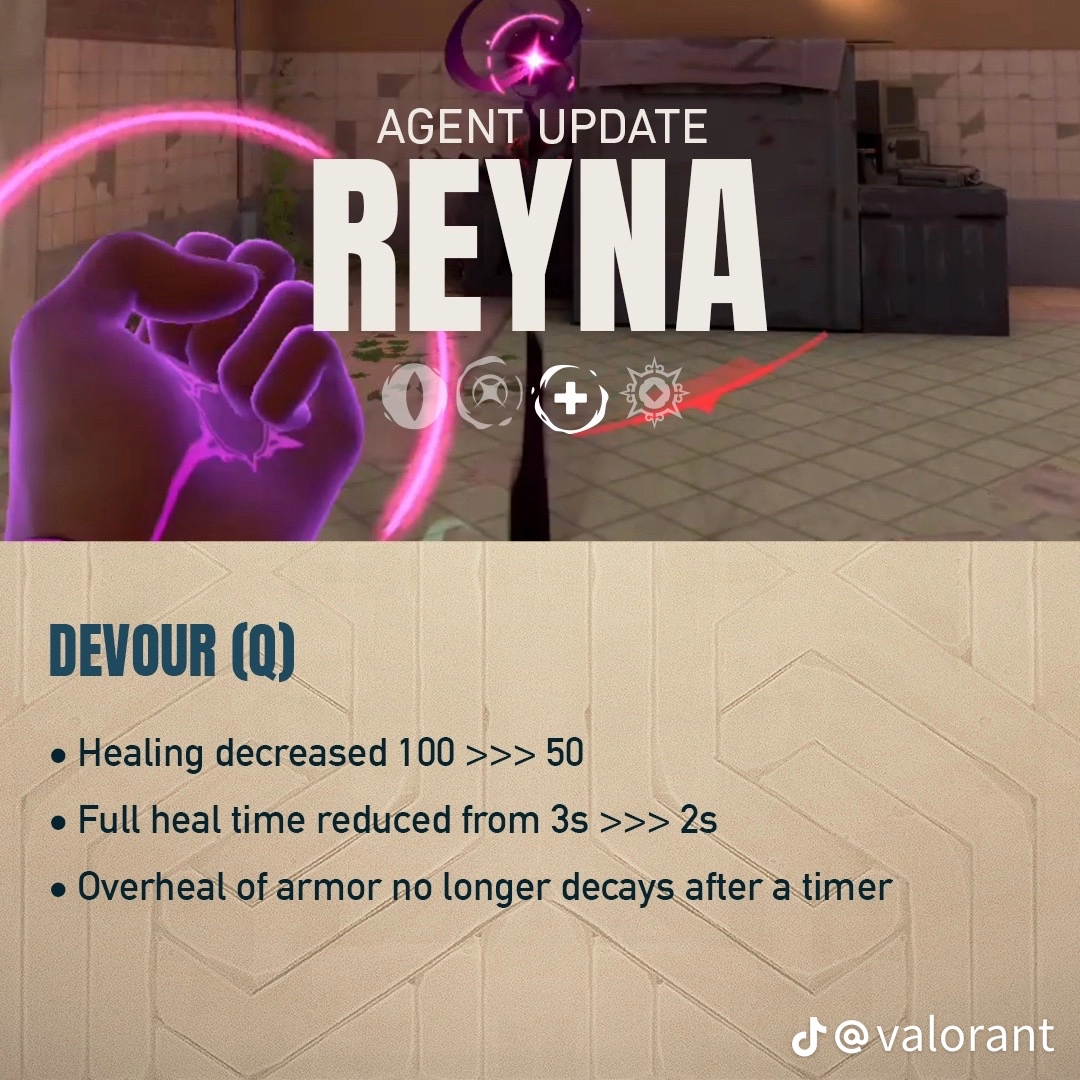 AGENT UPDATE
REYNA
DEVOUR (Q)
• Healing decreased 100 >>> 50
• Full heal time reduced from 3s >>> 2s
• Overheal of armor no longer decays after a timer
@valorant